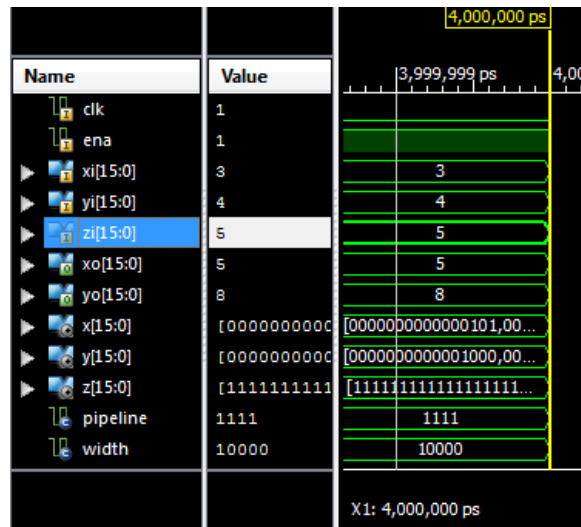 4,000,000 ps
Name Value 3,999,999 ps 4,00
clk 1
ena 1
xi[15:0] 3 3
yi[15:0] 4 4
zi[15:0] 5 5
xo[15:0] 5 5
yo[15:0] 8 8
x[15:0] [0000000000 [0000000000000101,00...
y[15:0] [0000000000 [0000000000001000,00...
z[15:0] [1111111111 [111111111111111111...
pipeline 1111 1111
width 10000 10000
X1: 4,000,000 ps